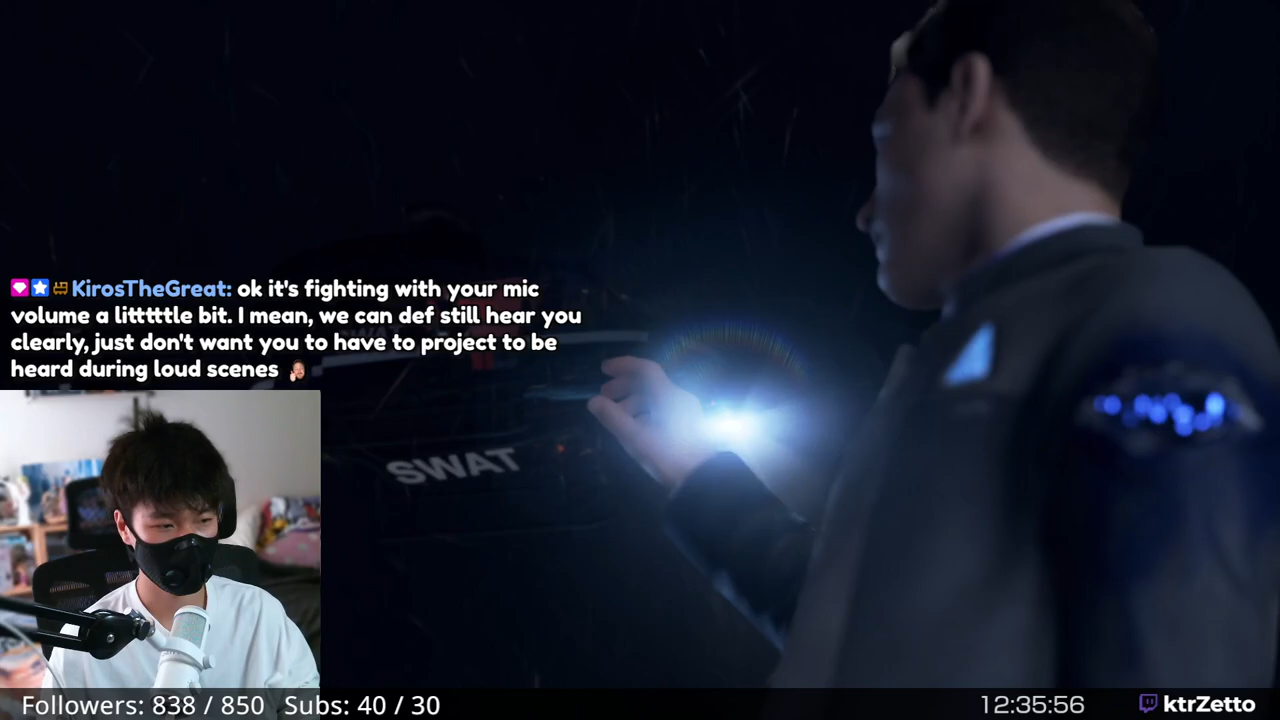 KirosTheGreat: ok it's fighting with your mic
volume a litttttle bit. I mean, we can def still hear you
clearly, just don't want you to have to project to be
heard during loud scenes
SWAT
Followers: 838 / 850 Subs: 40 / 30
12:35:56
ktrZetto